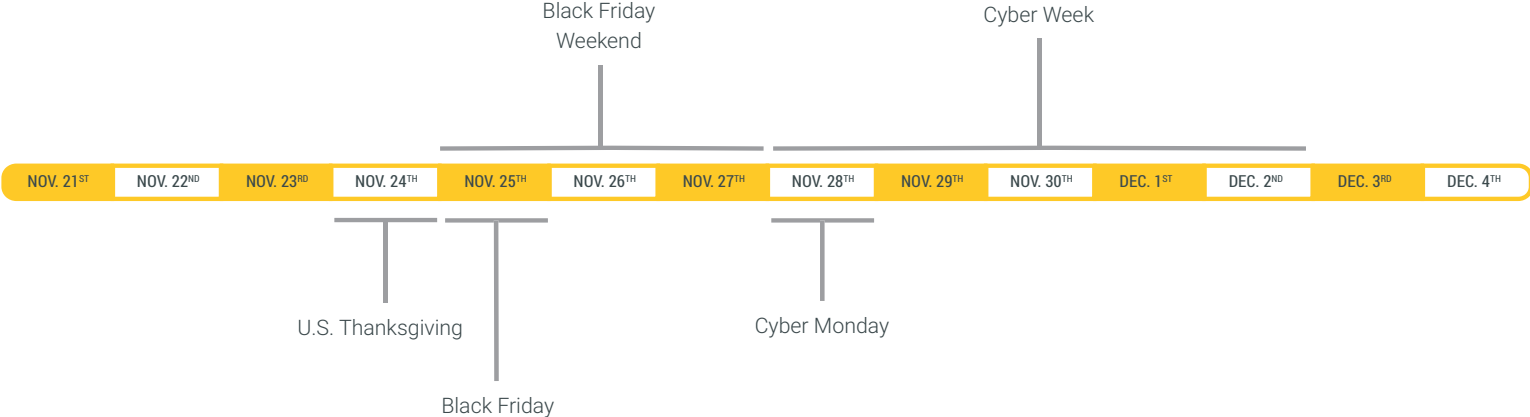 Black Friday
Weekend
Cyber Week
NOV. 21ST NOV. 22ND NOV. 23RD NOV. 24TH NOV. 25TH NOV. 26TH NOV. 27TH NOV. 28TH NOV. 29TH NOV. 30TH DEC. 1ST DEC. 2ND DEC. 3RD DEC. 4TH
U.S. Thanksgiving
Cyber Monday
Black Friday